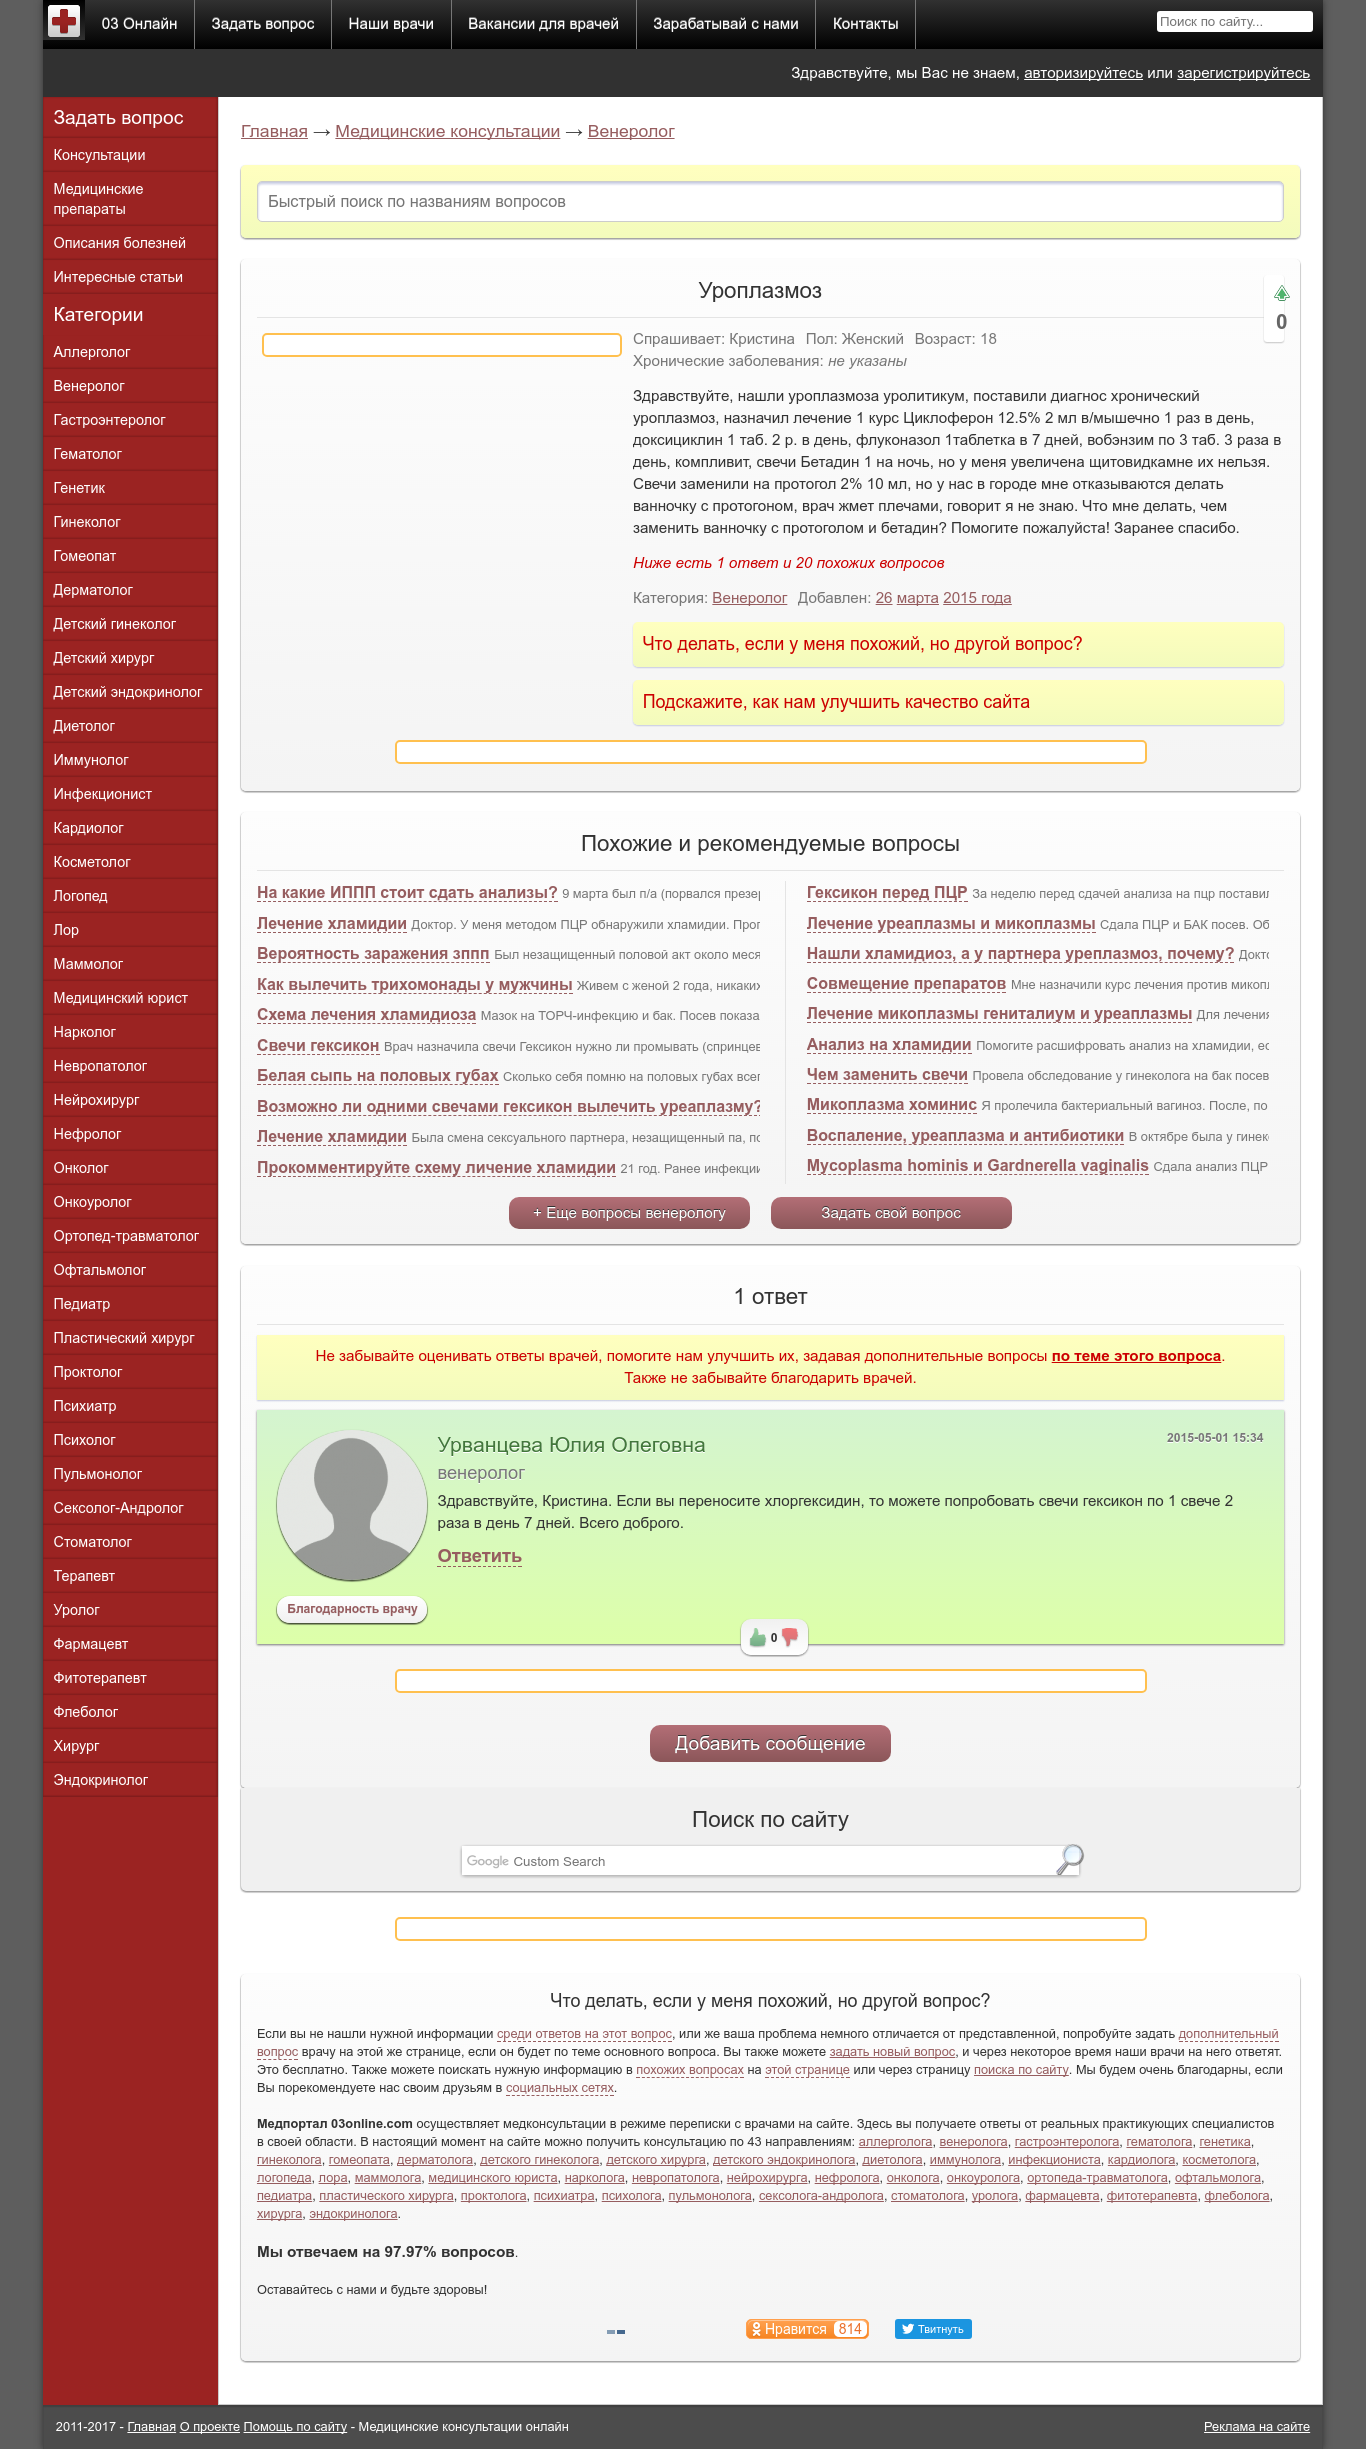 03 Онлайн
Задать вопрос
Наши врачи
Вакансии для врачей
Зарабатывай с нами
Контакты
Поиск по сайту...
Здравствуйте, мы Вас не знаем, авторизируйтесь или зарегистрируйтесь
Задать вопрос
Консультации
Медицинские
препараты
Описания болезней
Интересные статьи
Категории
Аллерголог
Венеролог
Гастроэнтеролог
Гематолог
Генетик
Гинеколог
Гомеопат
Дерматолог
Детский гинеколог
Детский хирург
Детский эндокринолог
Диетолог
Иммунолог
Инфекционист
Кардиолог
Косметолог
Логопед
Лор
Маммолог
Медицинский юрист
Нарколог
Невропатолог
Нейрохирург
Нефролог
Онколог
Онкоуролог
Ортопед-травматолог
Офтальмолог
Педиатр
Пластический хирург
Проктолог
Психиатр
Психолог
Пульмонолог
Сексолог-Андролог
Стоматолог
Терапевт
Уролог
Фармацевт
Фитотерапевт
Флеболог
Хирург
Эндокринолог
Главная → Медицинские консультации → Венеролог
Быстрый поиск по названиям вопросов
Уроплазмоз
0
Спрашивает: Кристина Пол: Женский Возраст: 18
Хронические заболевания: не указаны
Здравствуйте, нашли уроплазмоза уролитикум, поставили диагнос хронический
уроплазмоз, назначил лечение 1 курс Циклоферон 12.5% 2 мл в/мышечно 1 раз в день,
доксициклин 1 таб. 2 р. в день, флуконазол 1таблетка в 7 дней, вобэнзим по 3 таб. 3 раза в
день, компливит, свечи Бетадин 1 на ночь, но у меня увеличена щитовидкамне их нельзя.
Свечи заменили на протогол 2% 10 мл, но у нас в городе мне отказываются делать
ванночку с протогоном, врач жмет плечами, говорит я не знаю. Что мне делать, чем
заменить ванночку с протоголом и бетадин? Помогите пожалуйста! Заранее спасибо.
Ниже есть 1 ответ и 20 похожих вопросов
Категория: Венеролог Добавлен: 26 марта 2015 года
Что делать, если у меня похожий, но другой вопрос?
Подскажите, как нам улучшить качество сайта
Похожие и рекомендуемые вопросы
На какие ИППП стоит сдать анализы? 9 марта был п/а (порвался презер
Лечение хламидии Доктор. У меня методом ПЦР обнаружили хламидии. Прог
Вероятность заражения зппп Был незащищенный половой акт около меся
Как вылечить трихомонады у мужчины Живем с женой 2 года, никаких
Схема лечения хламидиоза Мазок на ТОРЧ-инфекцию и бак. Посев показа
Свечи гексикон Врач назначила свечи Гексикон нужно ли промывать (спринцев
Белая сыпь на половых губах Сколько себя помню на половых губах всег
Возможно ли одними свечами гексикон вылечить уреаплазму?
Лечение хламидии Была смена сексуального партнера, незащищенный па, по
Прокомментируйте схему личение хламидии 21 год. Ранее инфекции
Гексикон перед ПЦР За неделю перед сдачей анализа на пцр поставил
Лечение уреаплазмы и микоплазмы Сдала ПЦР и БАК посев. Об
Нашли хламидиоз, а у партнера уреплазмоз, почему? Докто
Совмещение препаратов Мне назначили курс лечения против микопл
Лечение микоплазмы гениталиум и уреаплазмы Для лечения
Анализ на хламидии Помогите расшифровать анализ на хламидии, ес
Чем заменить свечи Провела обследование у гинеколога на бак посев
Микоплазма хоминис Я пролечила бактериальный вагиноз. После, по
Воспаление, уреаплазма и антибиотики В октябре была у гинек
Mycoplasma hominis и Gardnerella vaginalis Сдала анализ ПЦР
+ Еще вопросы венерологу
Задать свой вопрос
1 ответ
Не забывайте оценивать ответы врачей, помогите нам улучшить их, задавая дополнительные вопросы по теме этого вопроса.
Также не забывайте благодарить врачей.
Урванцева Юлия Олеговна
2015-05-01 15:34
венеролог
Здравствуйте, Кристина. Если вы переносите хлоргексидин, то можете попробовать свечи гексикон по 1 свече 2
раза в день 7 дней. Всего доброго.
Ответить
Благодарность врачу
0
Добавить сообщение
Поиск по сайту
Google Custom Search
Что делать, если у меня похожий, но другой вопрос?
Если вы не нашли нужной информации среди ответов на этот вопрос, или же ваша проблема немного отличается от представленной, попробуйте задать дополнительный
вопрос врачу на этой же странице, если он будет по теме основного вопроса. Вы также можете задать новый вопрос, и через некоторое время наши врачи на него ответят.
Это бесплатно. Также можете поискать нужную информацию в похожих вопросах на этой странице или через страницу поиска по сайту. Мы будем очень благодарны, если
Вы порекомендуете нас своим друзьям в социальных сетях.
Медпортал 03online.com осуществляет медконсультации в режиме переписки с врачами на сайте. Здесь вы получаете ответы от реальных практикующих специалистов
в своей области. В настоящий момент на сайте можно получить консультацию по 43 направлениям: аллерголога, венеролога, гастроэнтеролога, гематолога, генетика,
гинеколога, гомеопата, дерматолога, детского гинеколога, детского хирурга, детского эндокринолога, диетолога, иммунолога, инфекциониста, кардиолога, косметолога,
логопеда, лора, маммолога, медицинского юриста, нарколога, невропатолога, нейрохирурга, нефролога, онколога, онкоуролога, ортопеда-травматолога, офтальмолога,
педиатра, пластического хирурга, проктолога, психиатра, психолога, пульмонолога, сексолога-андролога, стоматолога, уролога, фармацевта, фитотерапевта, флеболога,
хирурга, эндокринолога.
Мы отвечаем на 97.97% вопросов.
Оставайтесь с нами и будьте здоровы!
Нравится 814
Твитнуть
2011-2017 - Главная О проекте Помощь по сайту - Медицинские консультации онлайн
Реклама на сайте